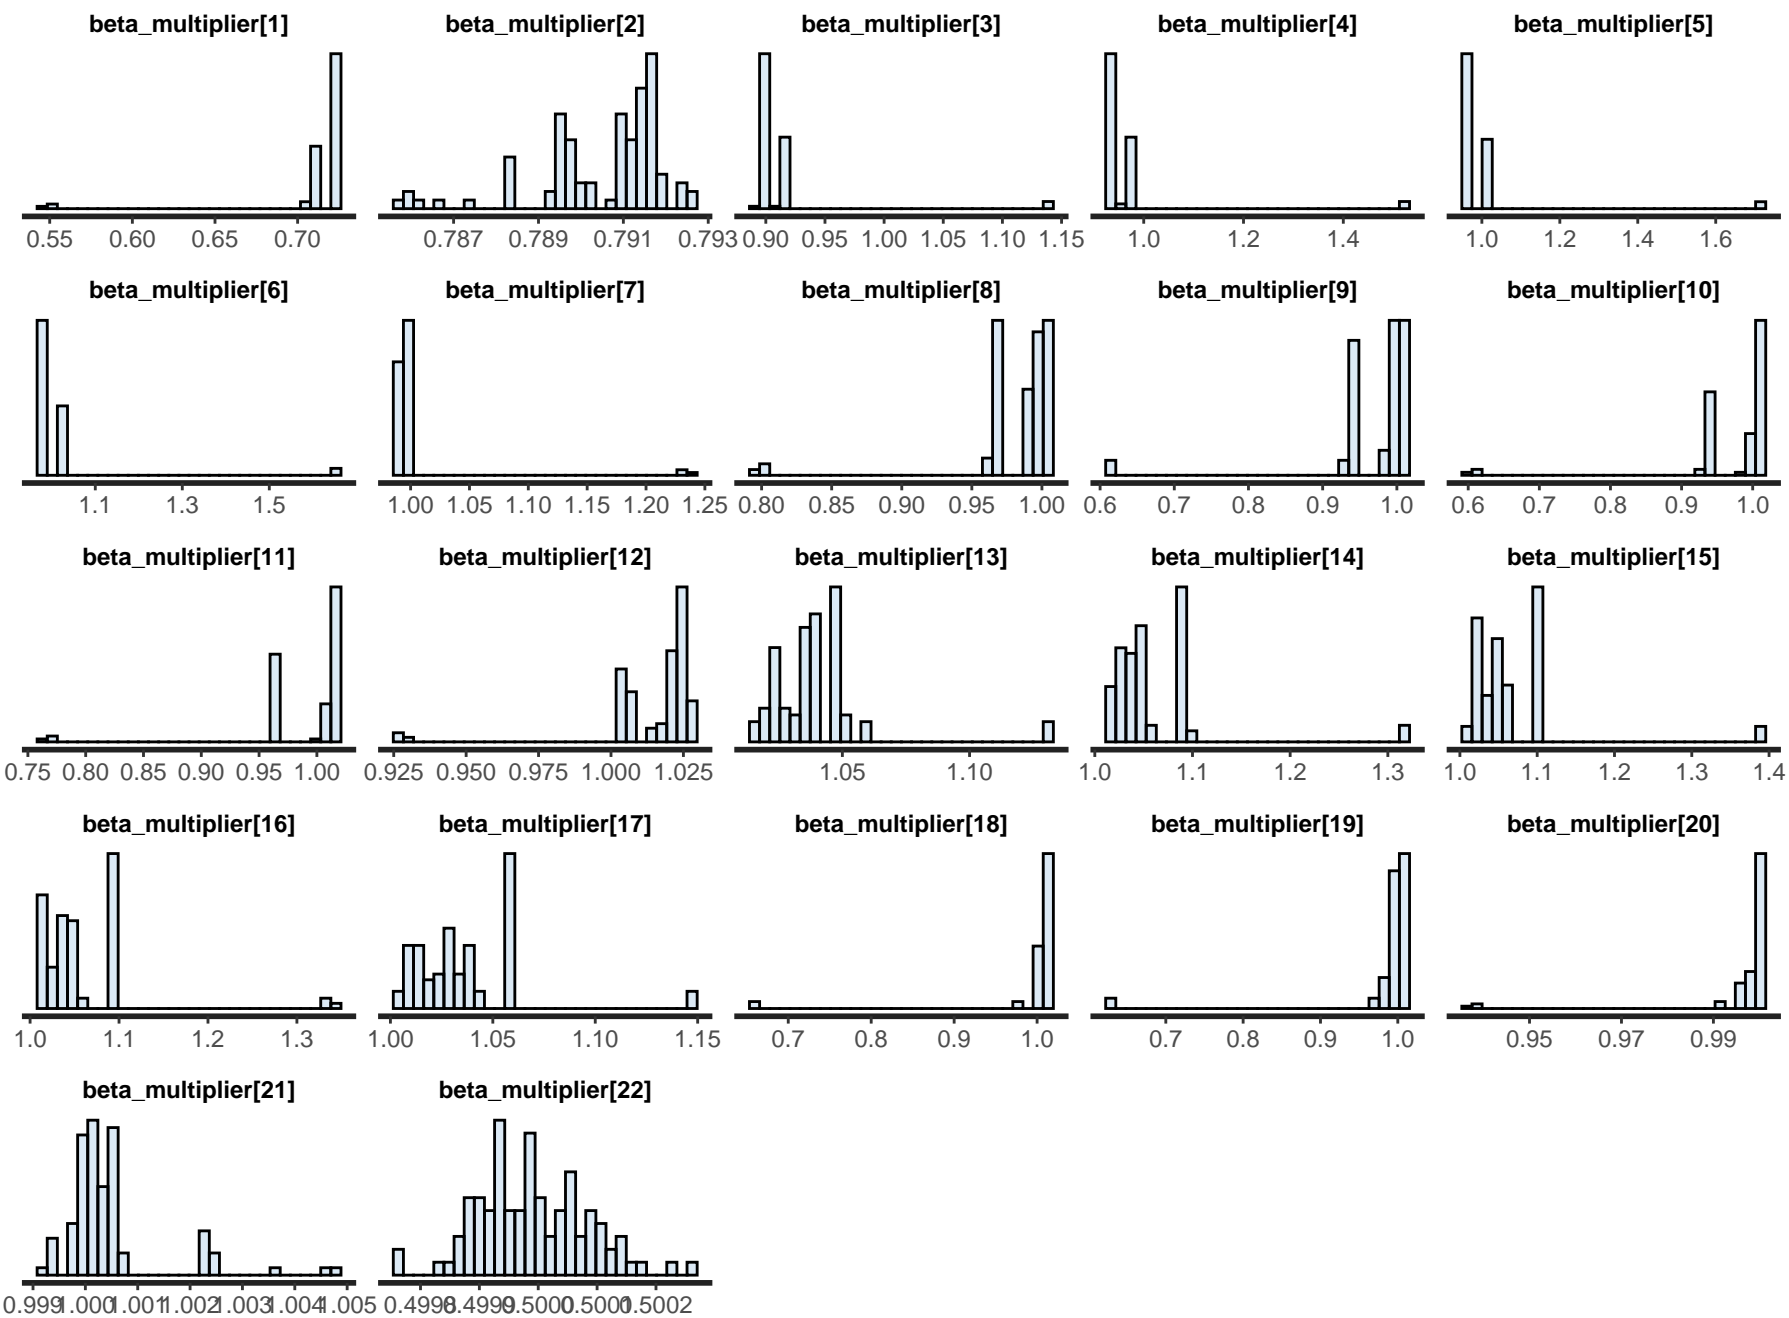 beta_multiplier[1] beta_multiplier[2] beta_multiplier[3] beta_multiplier[4] beta_multiplier[5]
0.55 0.60 0.65 0.70 0.787 0.789 0.791 0.793 0.90 0.95 1.00 1.05 1.10 1.15 1.0 1.2 1.4 1.0 1.2 1.4 1.6
beta_multiplier[6] beta_multiplier[7] beta_multiplier[8] beta_multiplier[9] beta_multiplier[10]
1.1 1.3 1.5 1.00 1.05 1.10 1.15 1.20 1.25 0.80 0.85 0.90 0.95 1.00 0.6 0.7 0.8 0.9 1.0 0.6 0.7 0.8 0.9 1.0
beta_multiplier[11] beta_multiplier[12] beta_multiplier[13] beta_multiplier[14] beta_multiplier[15]
0.75 0.80 0.85 0.90 0.95 1.00 0.925 0.950 0.975 1.000 1.025 1.05 1.10 1.0 1.1 1.2 1.3 1.0 1.1 1.2 1.3 1.4
beta_multiplier[16] beta_multiplier[17] beta_multiplier[18] beta_multiplier[19] beta_multiplier[20]
1.0 1.1 1.2 1.3 1.00 1.05 1.10 1.15 0.7 0.8 0.9 1.0 0.7 0.8 0.9 1.0 0.95 0.97 0.99
beta_multiplier[21] beta_multiplier[22]
0.999 1.000 1.001 1.002 1.003 1.004 1.005 0.4998 0.4999 0.5000 0.5001 0.5002